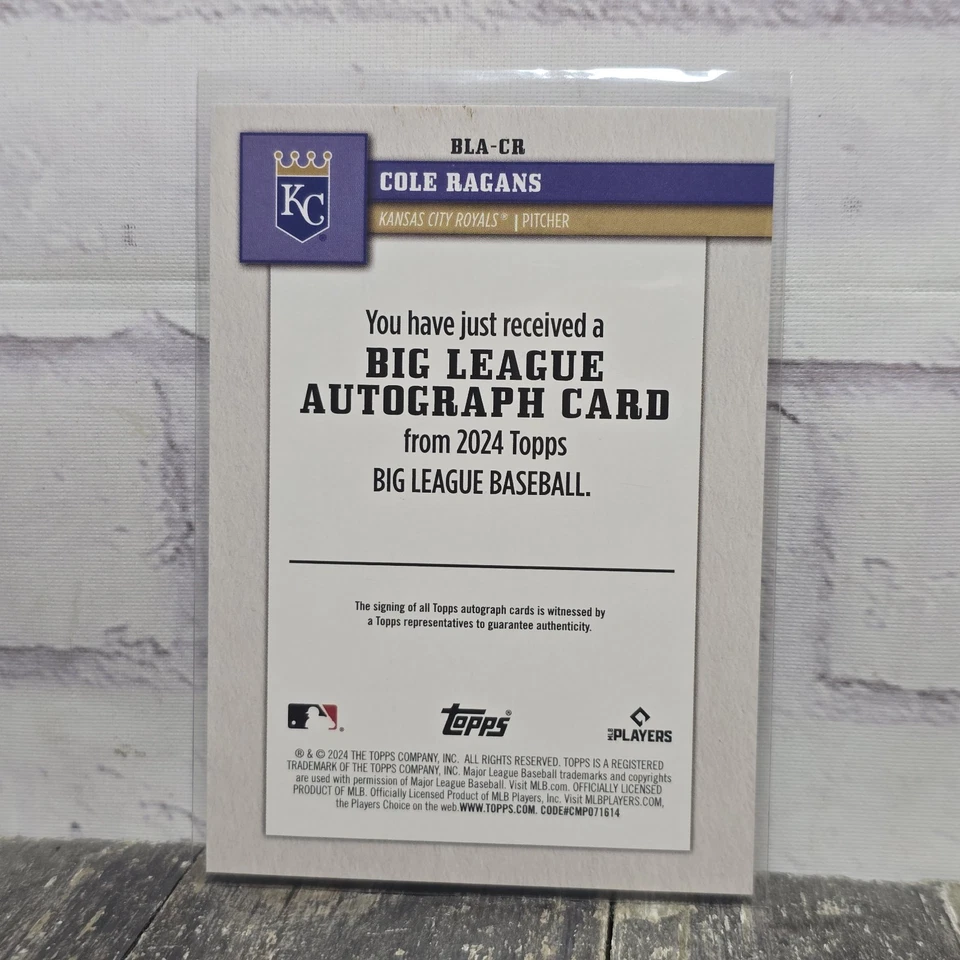 BLA-CR
KC
COLE RAGANS
KANSAS CITY ROYALS® | PITCHER
You have just received a
BIG LEAGUE
AUTOGRAPH CARD
from 2024 Topps
BIG LEAGUE BASEBALL.
The signing of all Topps autograph cards is witnessed by
a Topps representatives to guarantee authenticity.
®
topps®
MLB PLAYERS
® & © 2024 THE TOPPS COMPANY, INC. ALL RIGHTS RESERVED. TOPPS IS A REGISTERED
TRADEMARK OF THE TOPPS COMPANY, INC. Major League Baseball trademarks and copyrights
are used with permission of Major League Baseball. Visit MLB.com. OFFICIALLY LICENSED
PRODUCT OF MLB. Officially Licensed Product of MLB Players, Inc. Visit MLBPLAYERS.COM,
the Players Choice on the web.WWW.TOPPS.COM. CODE#CMP071614